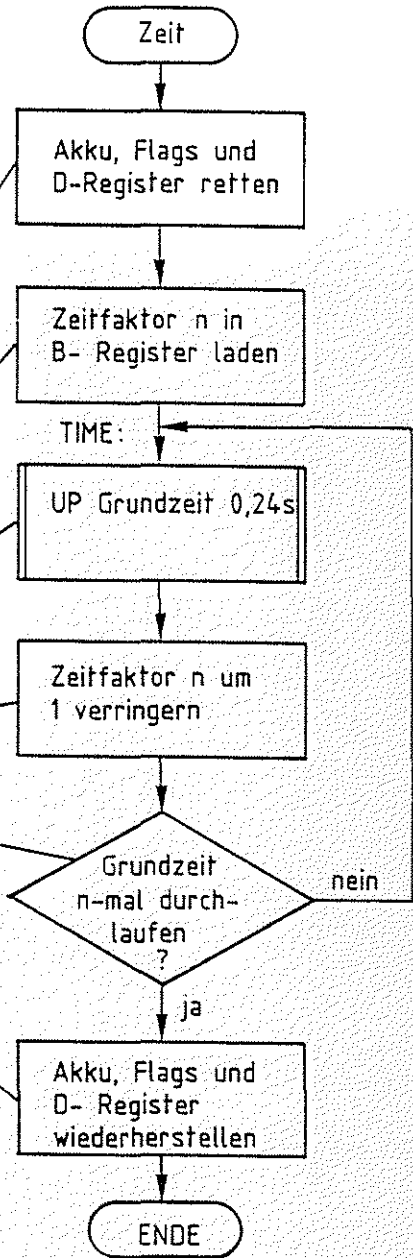 Zeit
Akku, Flags und
D-Register retten
Zeitfaktor n in
B- Register laden
TIME:
UP Grundzeit 0,24s
Zeitfaktor n um
1 verringern
Grundzeit
n-mal durch-
laufen
?
nein
ja
Akku, Flags und
D- Register
wiederherstellen
ENDE